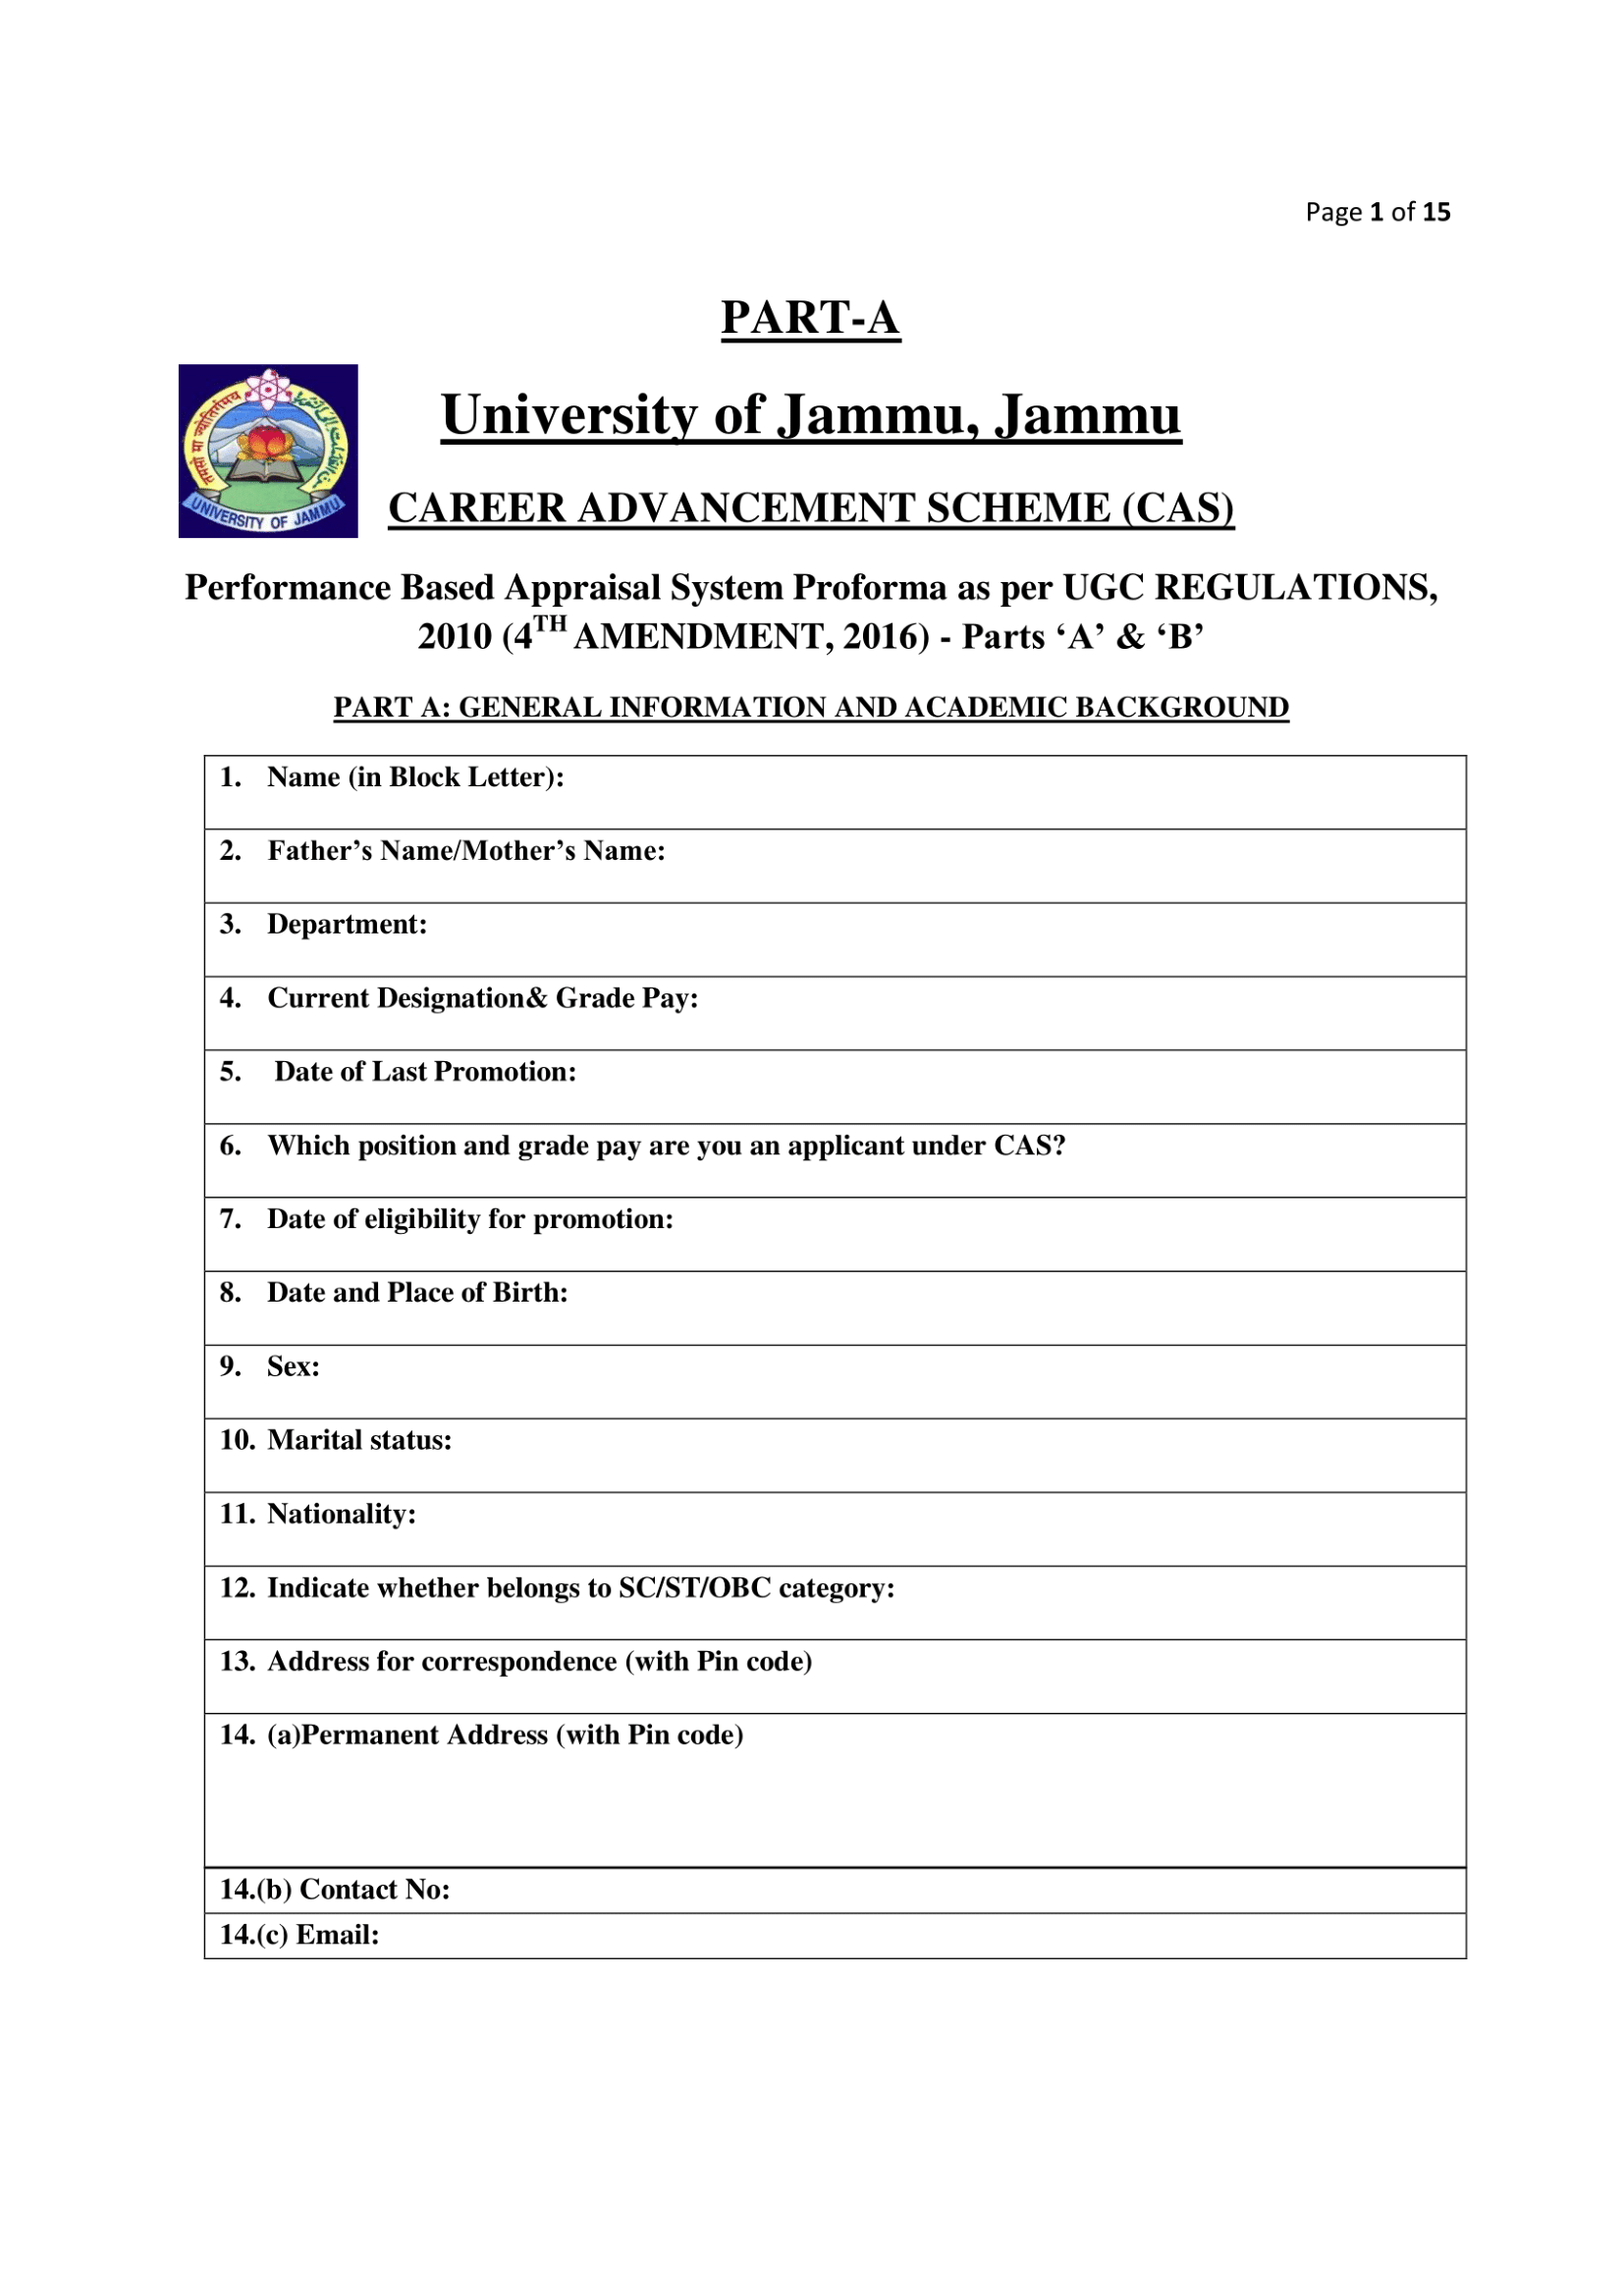 Page 1 of 15
PART-A
University of Jammu, Jammu
तमसो मा ज्योतिर्गमय
UNIVERSITY OF JAMMU
CAREER ADVANCEMENT SCHEME (CAS)
Performance Based Appraisal System Proforma as per UGC REGULATIONS,
2010 (4TH AMENDMENT, 2016) - Parts ‘A’ & ‘B’
PART A: GENERAL INFORMATION AND ACADEMIC BACKGROUND
1. Name (in Block Letter):
2. Father’s Name/Mother’s Name:
3. Department:
4. Current Designation& Grade Pay:
5. Date of Last Promotion:
6. Which position and grade pay are you an applicant under CAS?
7. Date of eligibility for promotion:
8. Date and Place of Birth:
9. Sex:
10. Marital status:
11. Nationality:
12. Indicate whether belongs to SC/ST/OBC category:
13. Address for correspondence (with Pin code)
14. (a)Permanent Address (with Pin code)
14.(b) Contact No:
14.(c) Email: